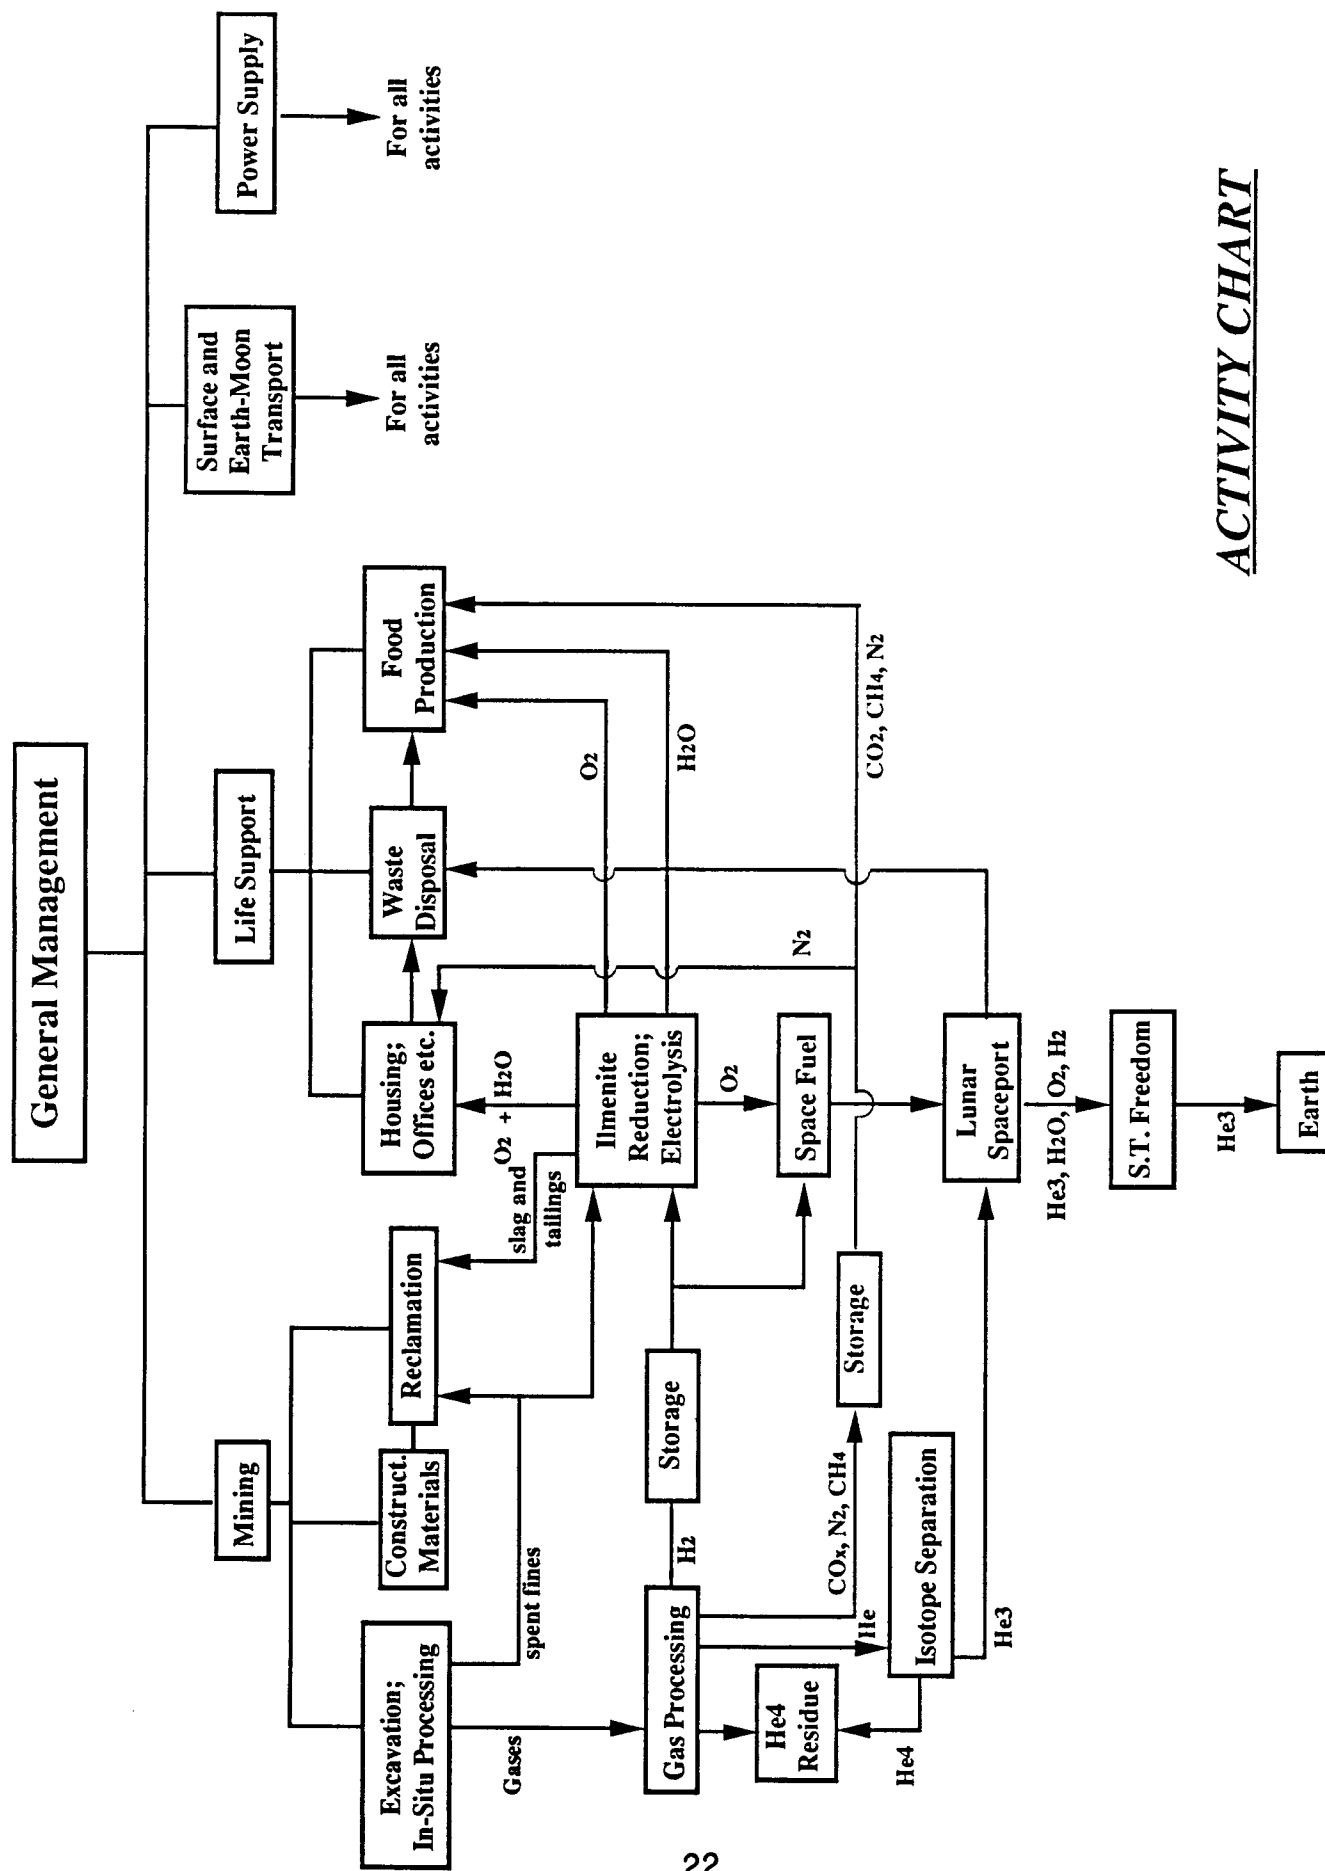 General Management
Mining
Life Support
Surface and
Earth-Moon
Transport
Power Supply
For all
activities
For all
activities
Excavation;
In-Situ Processing
Construct.
Materials
Reclamation
Housing;
Offices etc.
Waste
Disposal
Food
Production
Gases
spent fines
slag and
tailings
O2 + H2O
O2
H2O
N2
CO2, CH4, N2
Gas Processing
H2
Storage
Ilmenite
Reduction;
Electrolysis
O2
Space Fuel
He4
Residue
He
COx, N2, CH4
Storage
He4
Isotope Separation
He3
Lunar
Spaceport
He3, H2O, O2, H2
S.T. Freedom
He3
Earth
ACTIVITY CHART
22